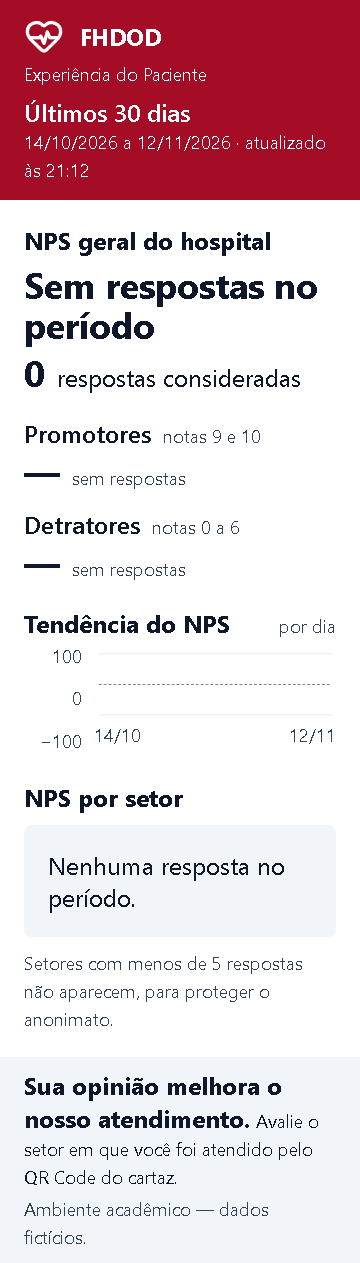 FHDOD
Experiência do Paciente
Últimos 30 dias
14/10/2026 a 12/11/2026 · atualizado
às 21:12
NPS geral do hospital
Sem respostas no
período
0 respostas consideradas
Promotores notas 9 e 10
— sem respostas
Detratores notas 0 a 6
— sem respostas
Tendência do NPS por dia
100
0
−100
14/10 12/11
NPS por setor
Nenhuma resposta no
período.
Setores com menos de 5 respostas
não aparecem, para proteger o
anonimato.
Sua opinião melhora o
nosso atendimento. Avalie o
setor em que você foi atendido pelo
QR Code do cartaz.
Ambiente acadêmico — dados
fictícios.